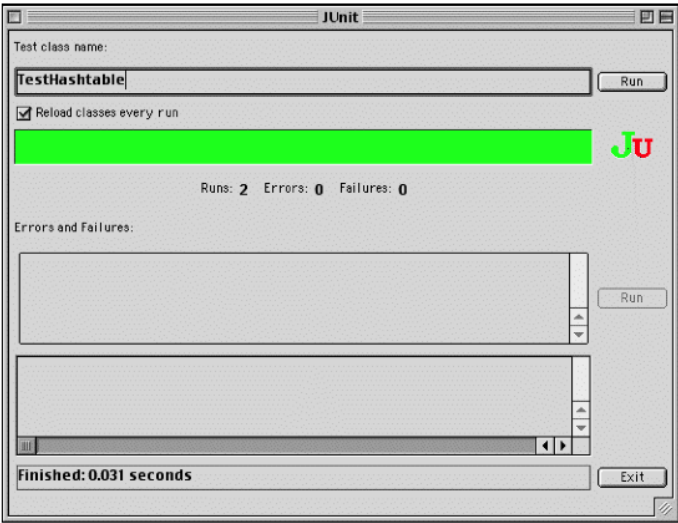 JUnit
Test class name:
TestHashtable
Run
Reload classes every run
JU
Runs: 2 Errors: 0 Failures: 0
Errors and Failures:
Run
Finished: 0.031 seconds
Exit